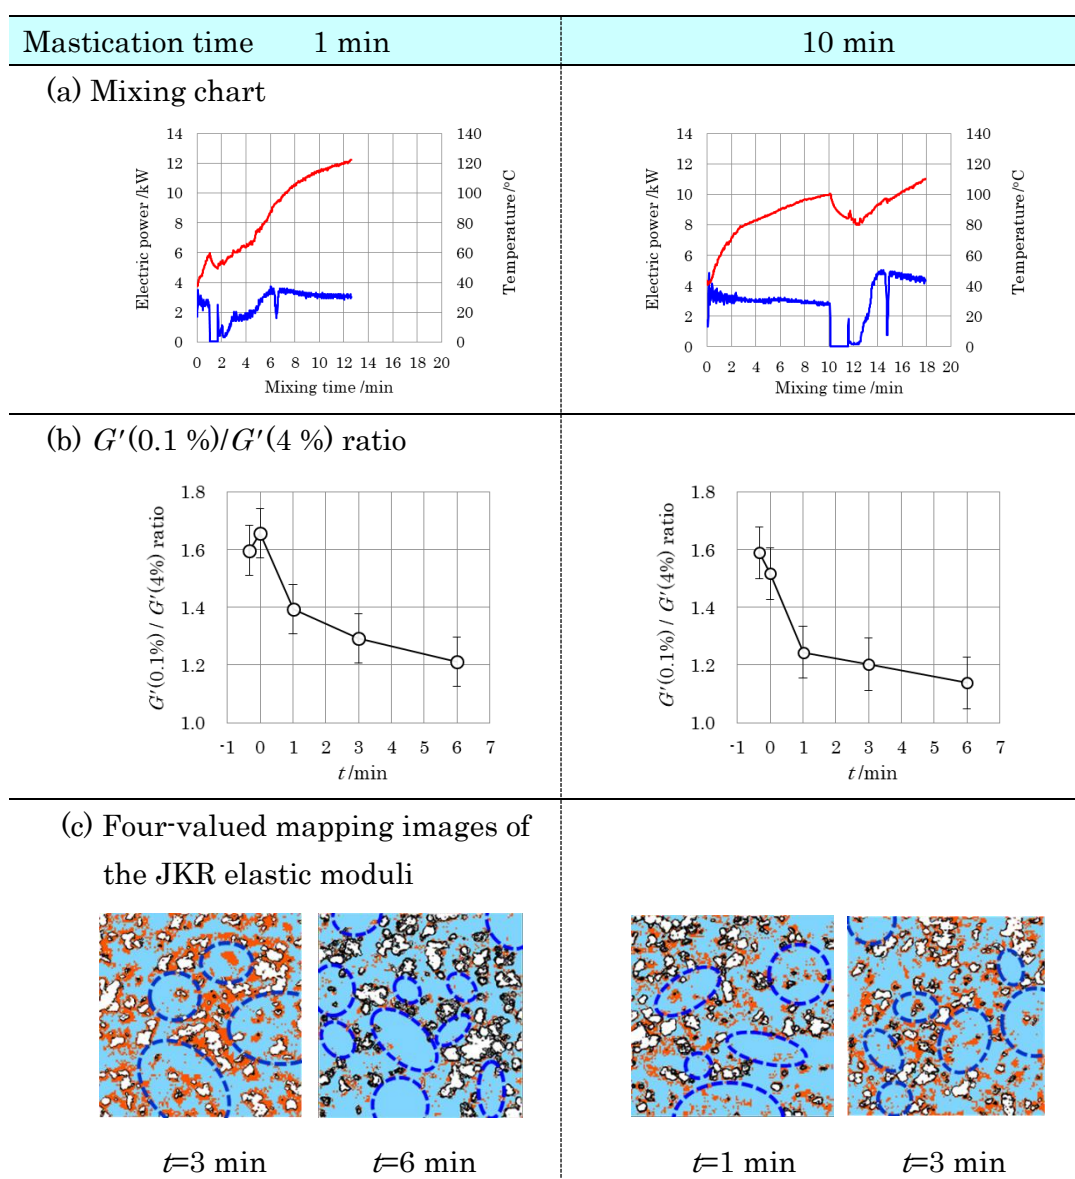 Mastication time 1 min 10 min
(a) Mixing chart
14 12 10 8 6 4 2 0
Electric power /kW
140 120 100 80 60 40 20 0
Temperature /°C
0 2 4 6 8 10 12 14 16 18 20
Mixing time /min
14 12 10 8 6 4 2 0
Electric power /kW
140 120 100 80 60 40 20 0
Temperature /°C
0 2 4 6 8 10 12 14 16 18 20
Mixing time /min
(b) G'(0.1 %)/G'(4 %) ratio
1.8 1.6 1.4 1.2 1.0
G'(0.1%) / G'(4%) ratio
-1 0 1 2 3 4 5 6 7
t/min
1.8 1.6 1.4 1.2 1.0
G'(0.1%) / G'(4%) ratio
-1 0 1 2 3 4 5 6 7
t/min
(c) Four-valued mapping images of
the JKR elastic moduli
t=3 min t=6 min t=1 min t=3 min